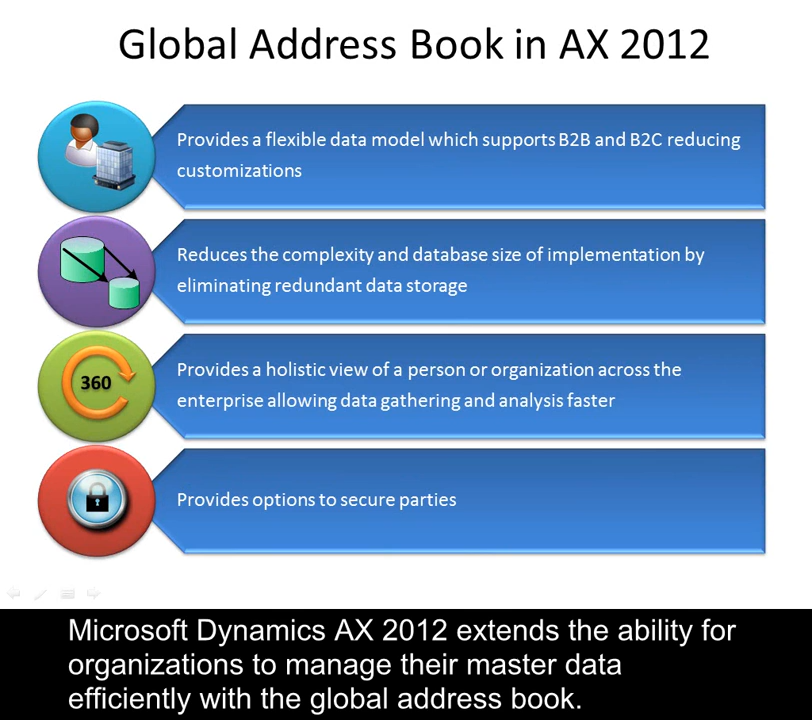 Global Address Book in AX 2012
Provides a flexible data model which supports B2B and B2C reducing
customizations
Reduces the complexity and database size of implementation by
eliminating redundant data storage
360
Provides a holistic view of a person or organization across the
enterprise allowing data gathering and analysis faster
Provides options to secure parties
Microsoft Dynamics AX 2012 extends the ability for
organizations to manage their master data
efficiently with the global address book.